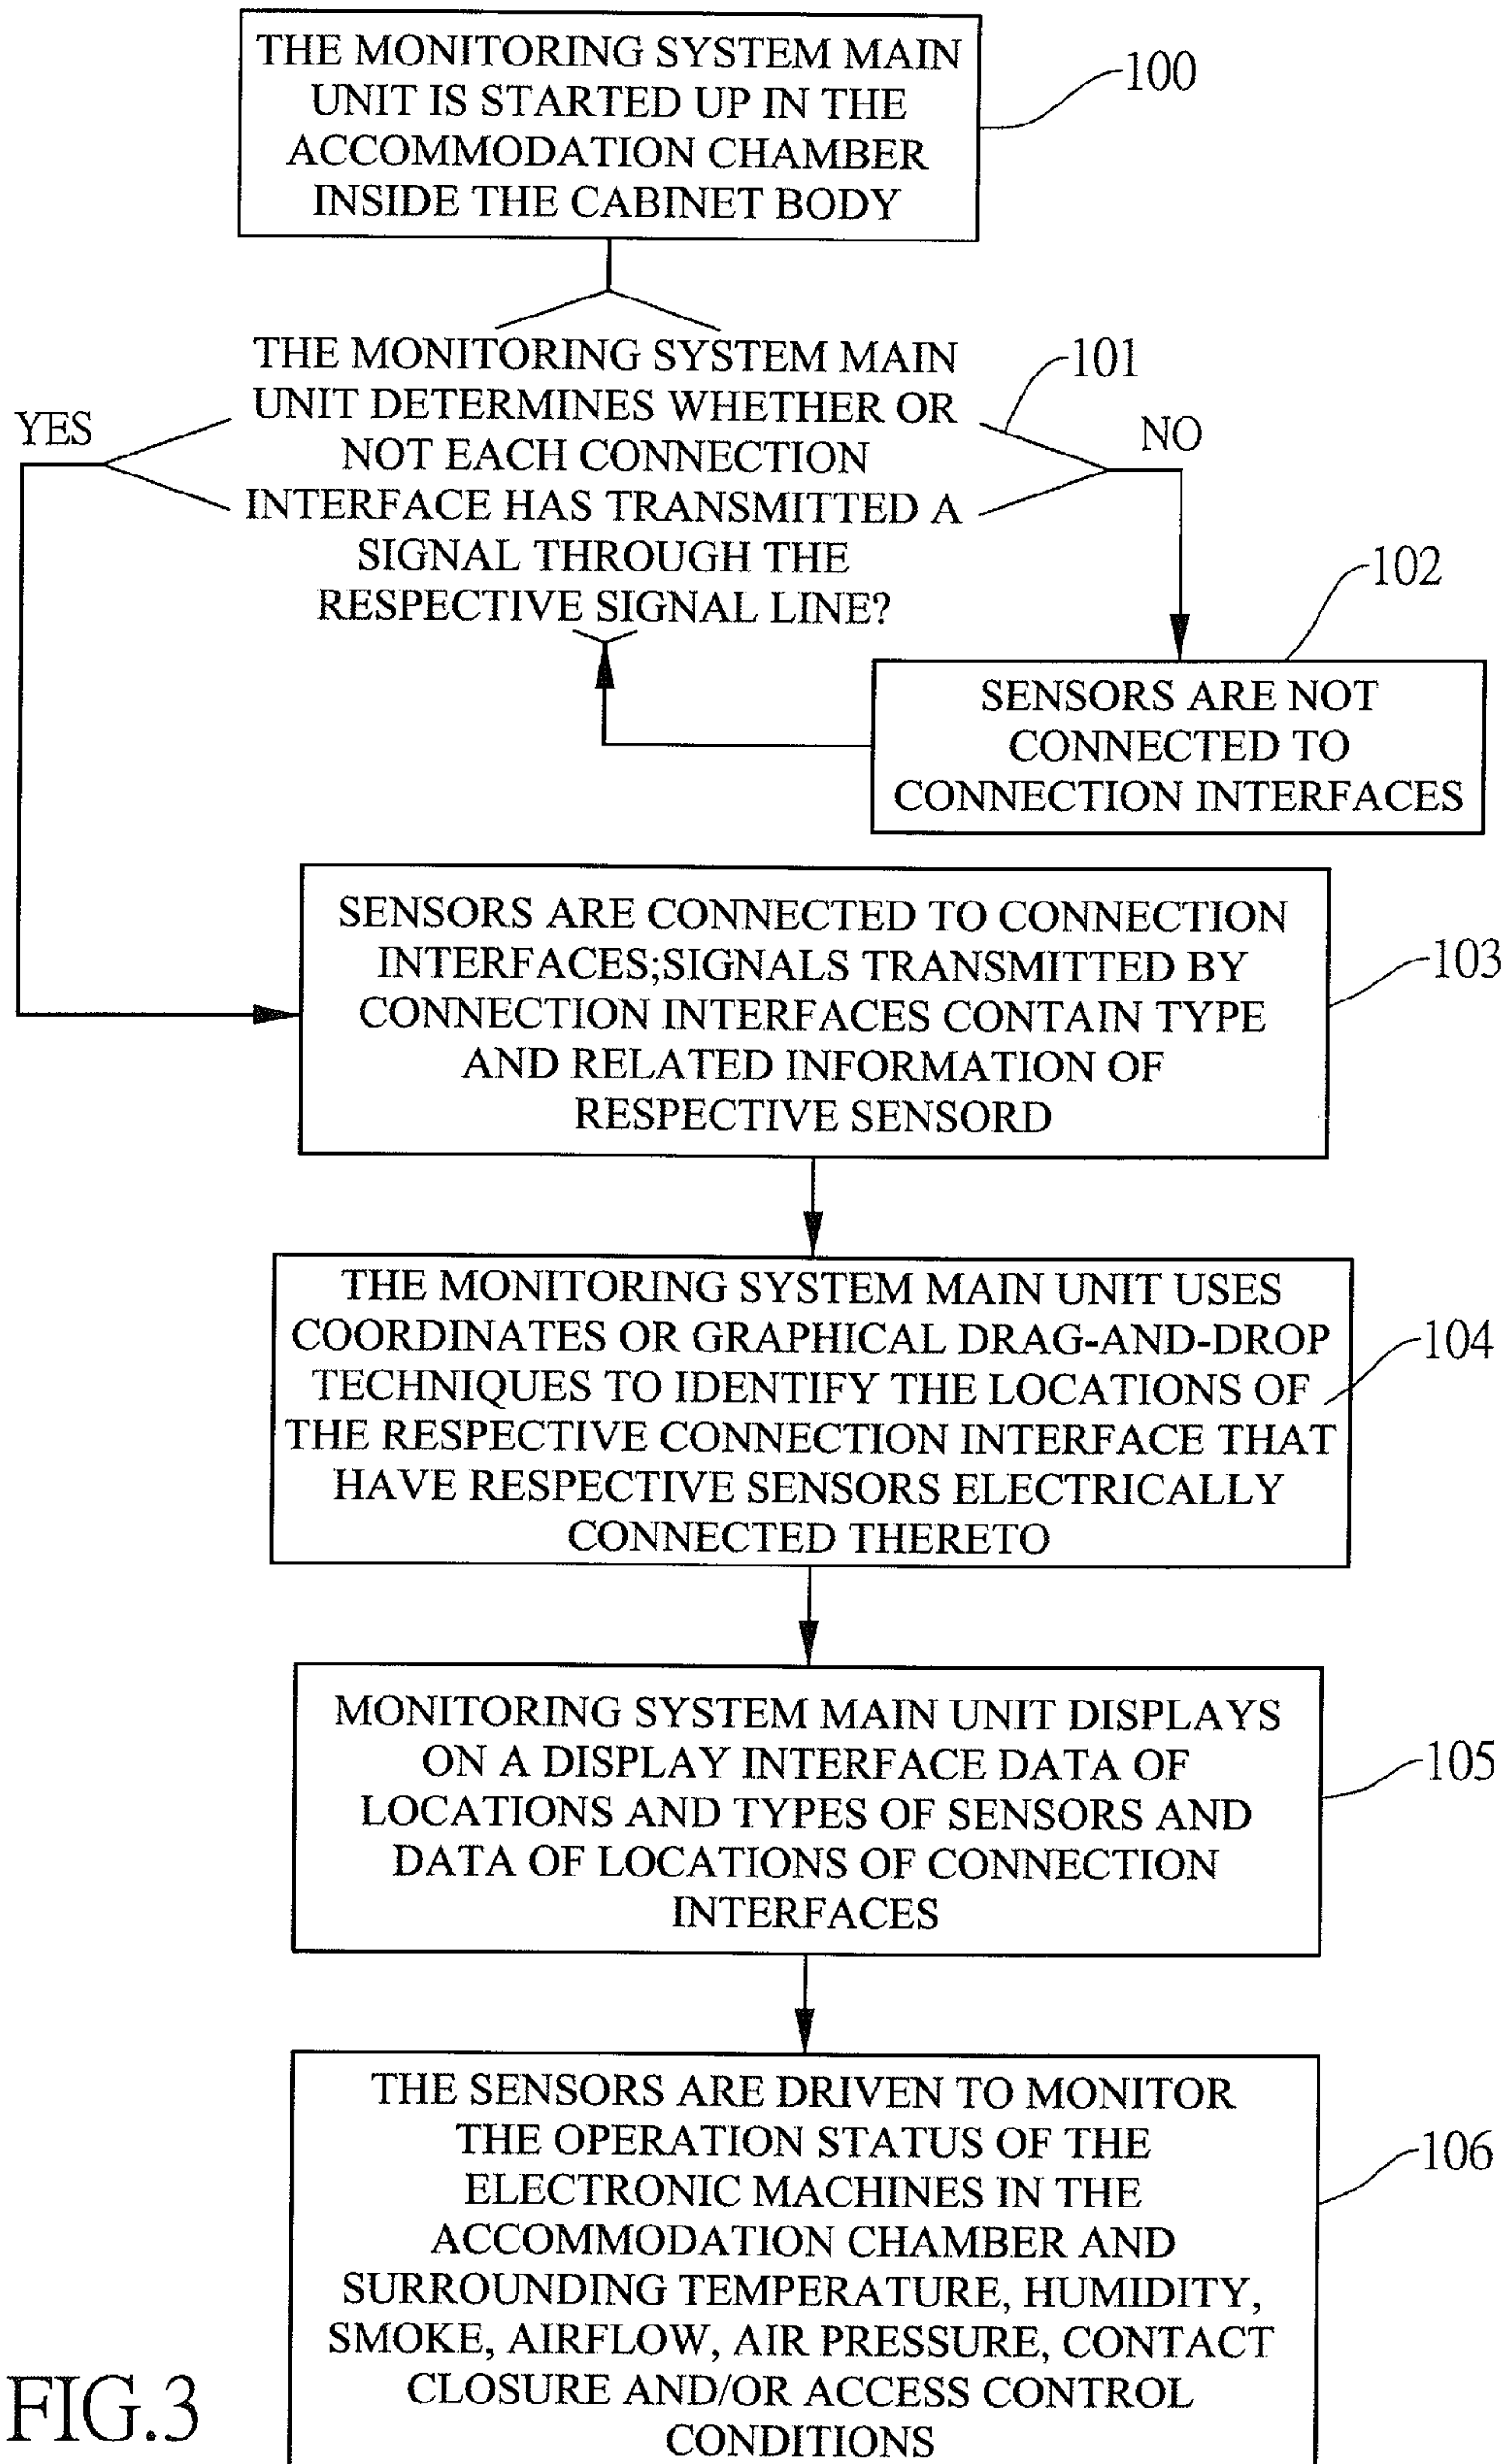 THE MONITORING SYSTEM MAIN
UNIT IS STARTED UP IN THE
ACCOMMODATION CHAMBER
INSIDE THE CABINET BODY
100
THE MONITORING SYSTEM MAIN
UNIT DETERMINES WHETHER OR
NOT EACH CONNECTION
INTERFACE HAS TRANSMITTED A
SIGNAL THROUGH THE
RESPECTIVE SIGNAL LINE?
101
YES
NO
102
SENSORS ARE NOT
CONNECTED TO
CONNECTION INTERFACES
SENSORS ARE CONNECTED TO CONNECTION
INTERFACES;SIGNALS TRANSMITTED BY
CONNECTION INTERFACES CONTAIN TYPE
AND RELATED INFORMATION OF
RESPECTIVE SENSORD
103
THE MONITORING SYSTEM MAIN UNIT USES
COORDINATES OR GRAPHICAL DRAG-AND-DROP
TECHNIQUES TO IDENTIFY THE LOCATIONS OF
THE RESPECTIVE CONNECTION INTERFACE THAT
HAVE RESPECTIVE SENSORS ELECTRICALLY
CONNECTED THERETO
104
MONITORING SYSTEM MAIN UNIT DISPLAYS
ON A DISPLAY INTERFACE DATA OF
LOCATIONS AND TYPES OF SENSORS AND
DATA OF LOCATIONS OF CONNECTION
INTERFACES
105
THE SENSORS ARE DRIVEN TO MONITOR
THE OPERATION STATUS OF THE
ELECTRONIC MACHINES IN THE
ACCOMMODATION CHAMBER AND
SURROUNDING TEMPERATURE, HUMIDITY,
SMOKE, AIRFLOW, AIR PRESSURE, CONTACT
CLOSURE AND/OR ACCESS CONTROL
CONDITIONS
106
FIG.3